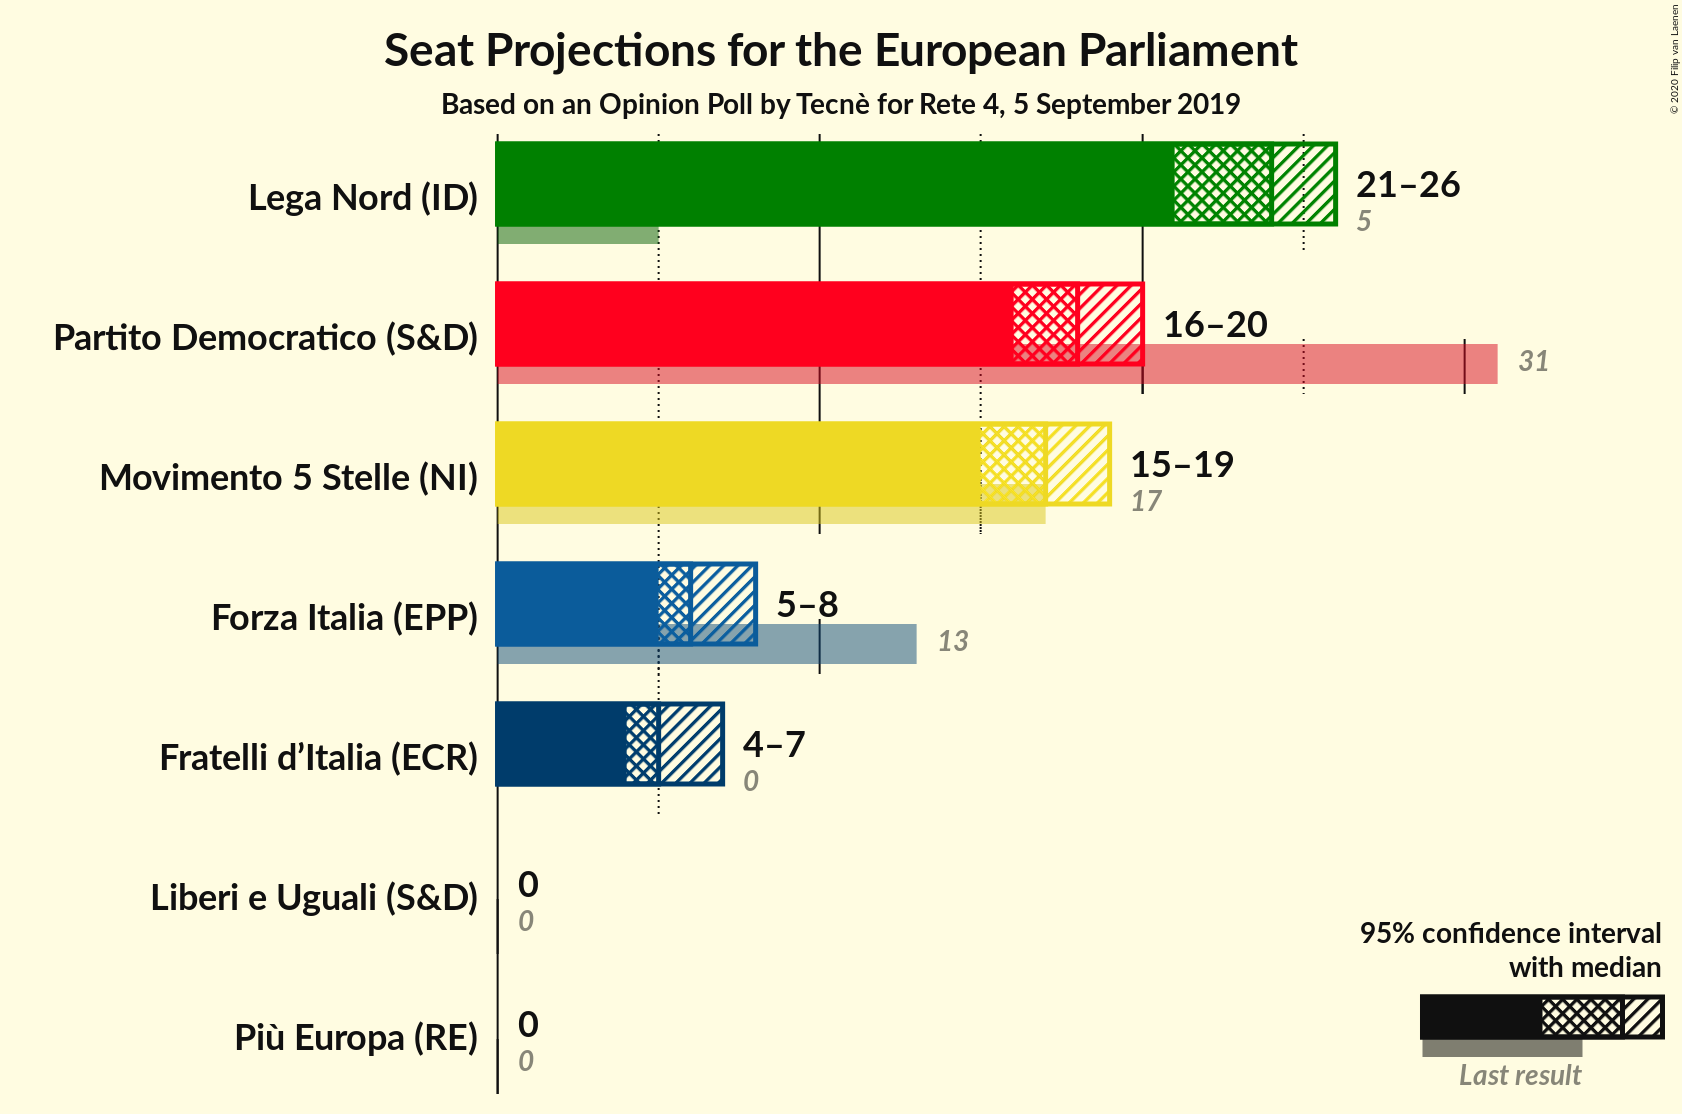 Seat Projections for the European Parliament
Based on an Opinion Poll by Tecnè for Rete 4, 5 September 2019
© 2020 Filip van Laenen
Lega Nord (ID)
21–26
5
Partito Democratico (S&D)
16–20
31
Movimento 5 Stelle (NI)
15–19
17
Forza Italia (EPP)
5–8
13
Fratelli d’Italia (ECR)
4–7
0
Liberi e Uguali (S&D)
0
0
Più Europa (RE)
0
0
95% confidence interval
with median
Last result